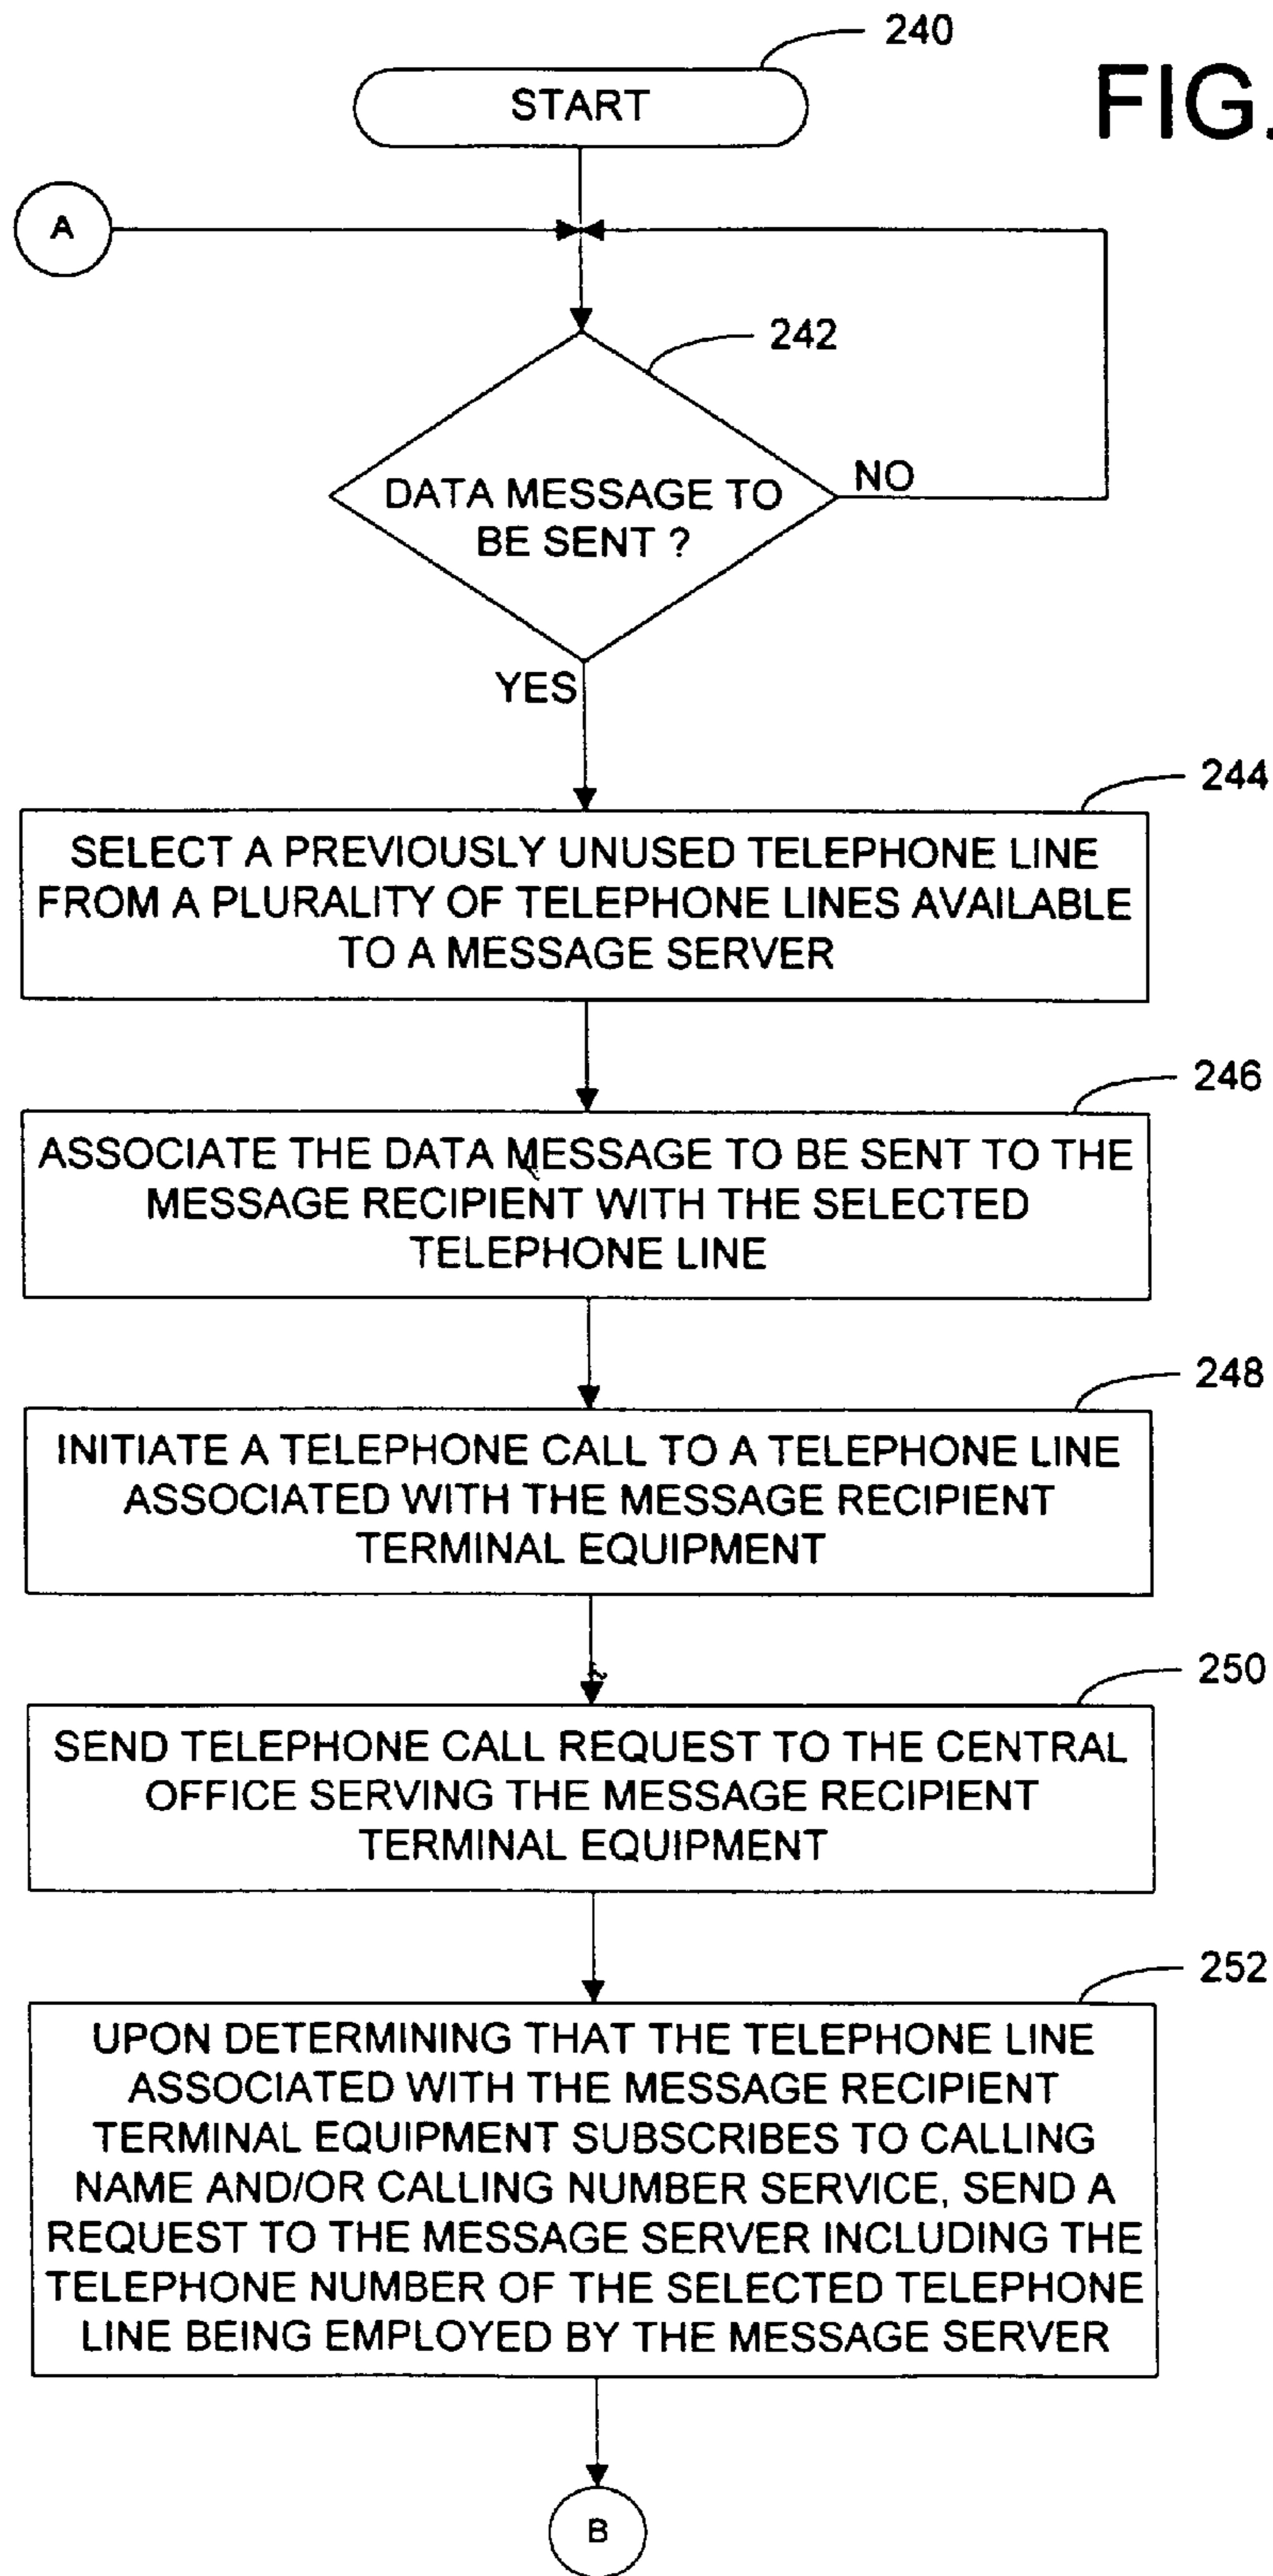 240
START
FIG.
A
242
DATA MESSAGE TO
BE SENT ?
NO
YES
244
SELECT A PREVIOUSLY UNUSED TELEPHONE LINE
FROM A PLURALITY OF TELEPHONE LINES AVAILABLE
TO A MESSAGE SERVER
246
ASSOCIATE THE DATA MESSAGE TO BE SENT TO THE
MESSAGE RECIPIENT WITH THE SELECTED
TELEPHONE LINE
248
INITIATE A TELEPHONE CALL TO A TELEPHONE LINE
ASSOCIATED WITH THE MESSAGE RECIPIENT
TERMINAL EQUIPMENT
250
SEND TELEPHONE CALL REQUEST TO THE CENTRAL
OFFICE SERVING THE MESSAGE RECIPIENT
TERMINAL EQUIPMENT
252
UPON DETERMINING THAT THE TELEPHONE LINE
ASSOCIATED WITH THE MESSAGE RECIPIENT
TERMINAL EQUIPMENT SUBSCRIBES TO CALLING
NAME AND/OR CALLING NUMBER SERVICE, SEND A
REQUEST TO THE MESSAGE SERVER INCLUDING THE
TELEPHONE NUMBER OF THE SELECTED TELEPHONE
LINE BEING EMPLOYED BY THE MESSAGE SERVER
B